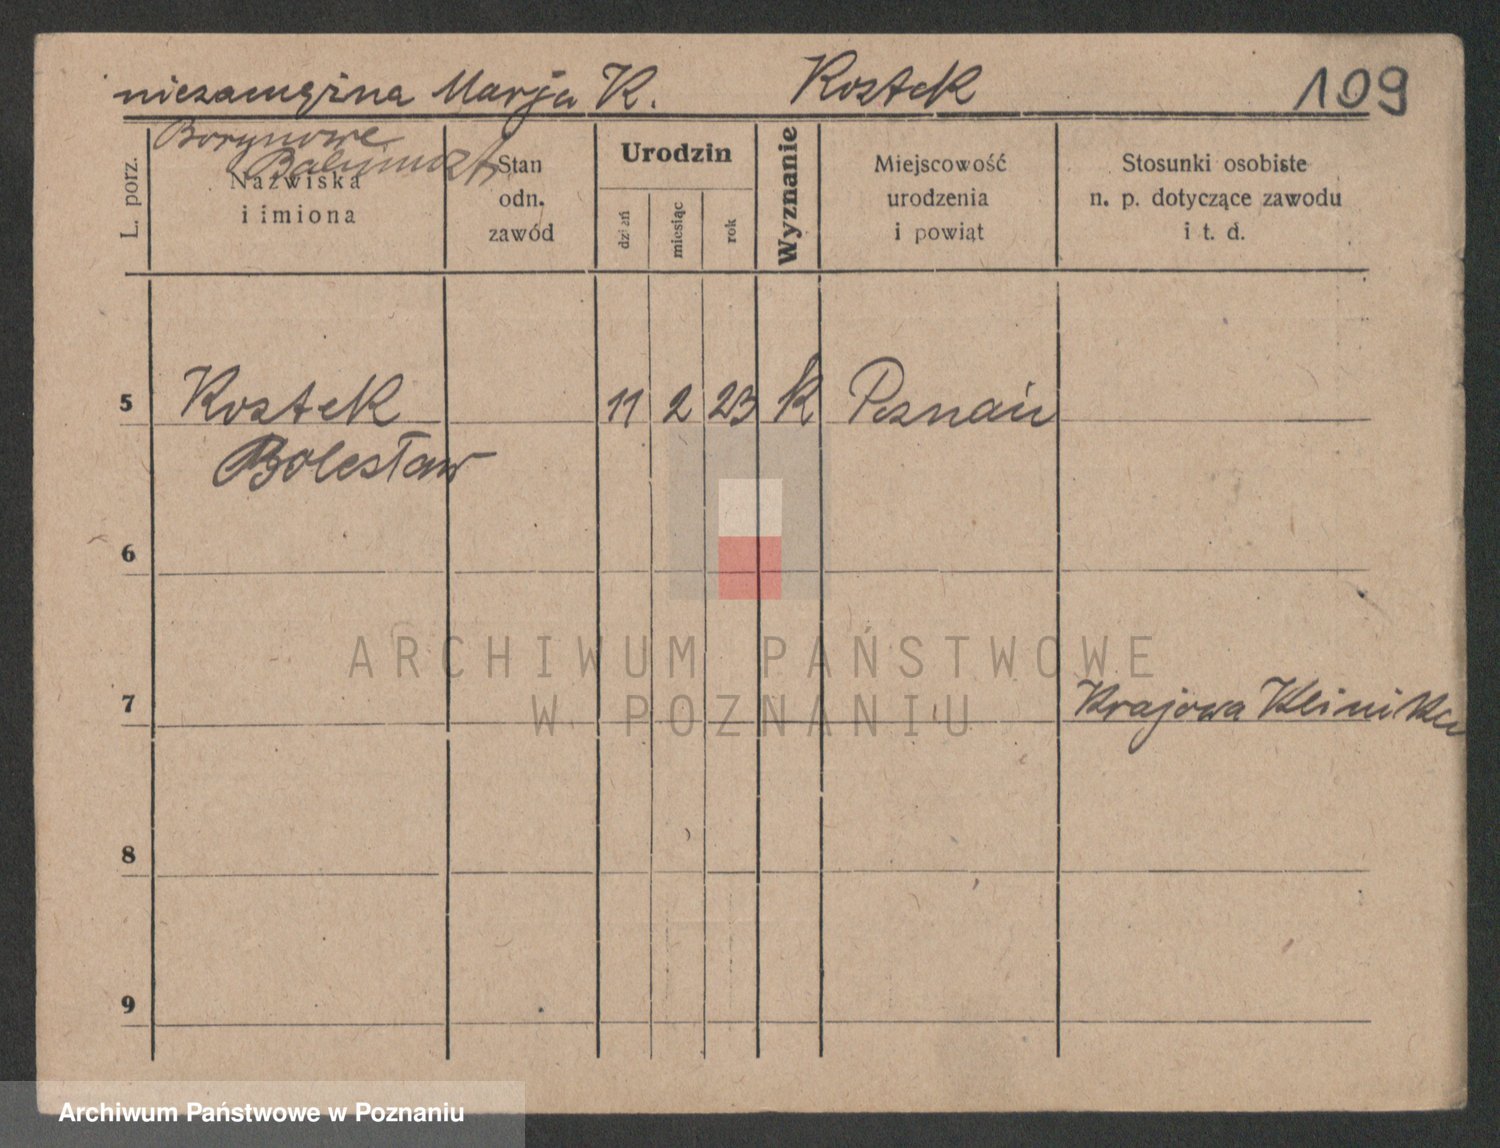 niezamężna Marja K. Kostek 109
Borynowe
L. porz.
Nazwiska
i imiona
Stan
odn.
zawód
Urodzin
dzień
miesiąc
rok
Wyznanie
Miejscowość
urodzenia
i powiąt
Stosunki osobiste
n. p. dotyczące zawodu
i t. d.
5 Kostek 11 2 23 K Poznań
Bolesław
6
ARCHIWUM PAŃSTWOWE
W POZNANIU
7 Krajowa Klinika
8
9
Archiwum Państwowe w Poznaniu